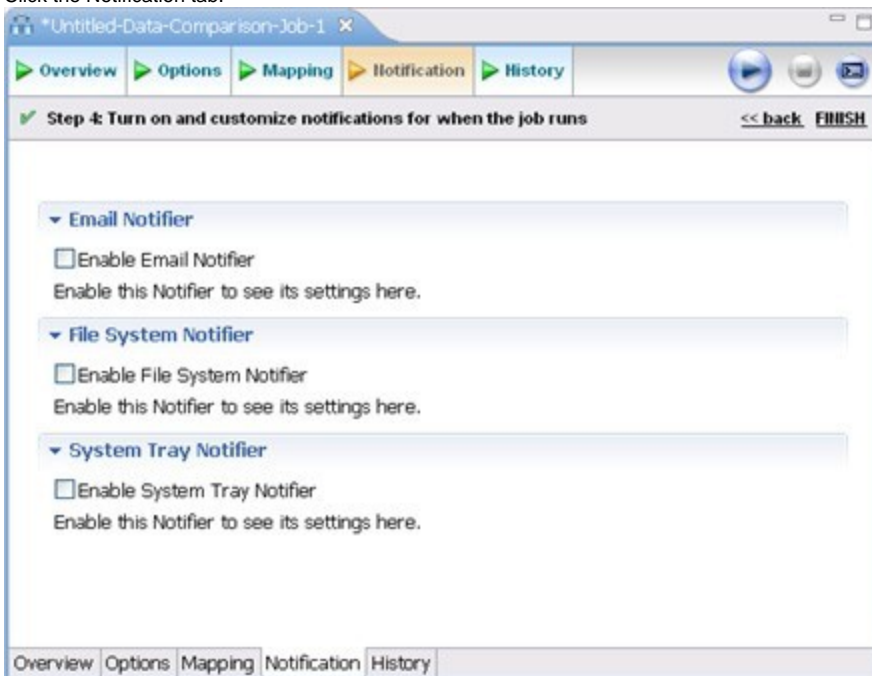 Click the Notification tab.
*Untitled-Data-Comparison-Job-1
Overview Options Mapping Notification History
Step 4: Turn on and customize notifications for when the job runs << back FINISH
Email Notifier
Enable Email Notifier
Enable this Notifier to see its settings here.
File System Notifier
Enable File System Notifier
Enable this Notifier to see its settings here.
System Tray Notifier
Enable System Tray Notifier
Enable this Notifier to see its settings here.
Overview Options Mapping Notification History